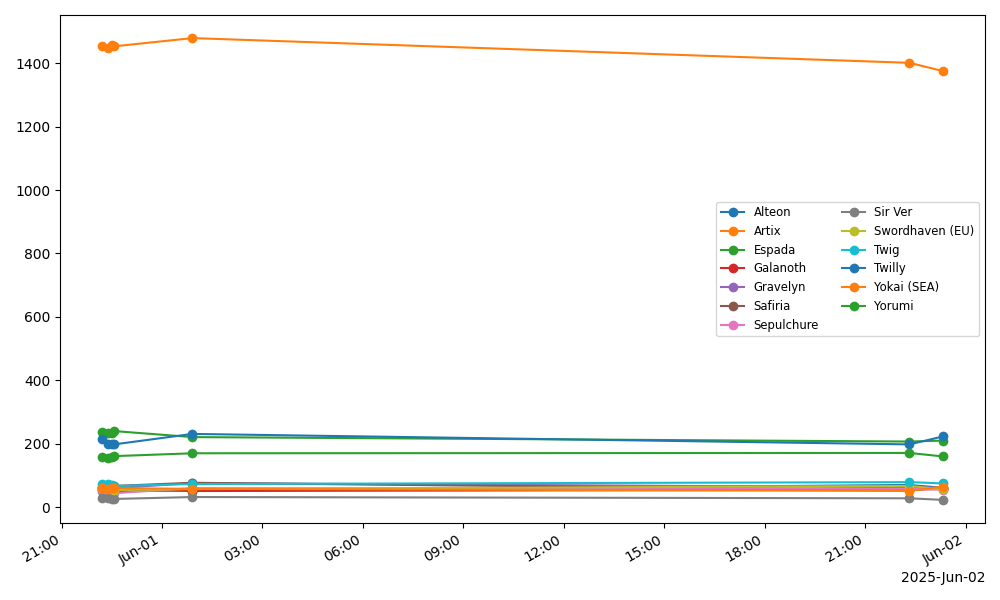 1400
1200
1000
800
600
400
200
0
Alteon
Artix
Espada
Galanoth
Gravelyn
Safiria
Sepulchure
Sir Ver
Swordhaven (EU)
Twig
Twilly
Yokai (SEA)
Yorumi
21:00
Jun-01
03:00
06:00
09:00
12:00
15:00
18:00
21:00
Jun-02
2025-Jun-02